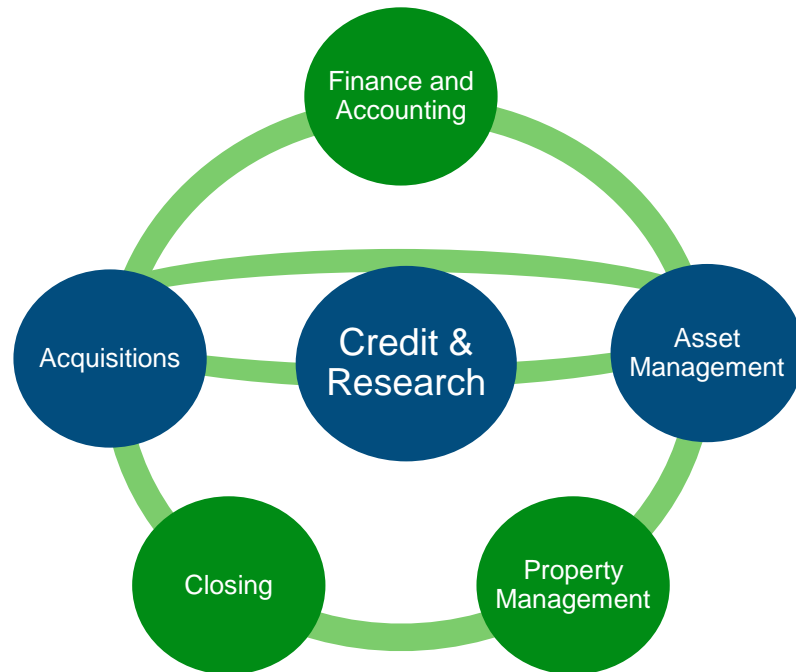 Finance and
Accounting
Acquisitions
Credit &
Research
Asset
Management
Closing
Property
Management